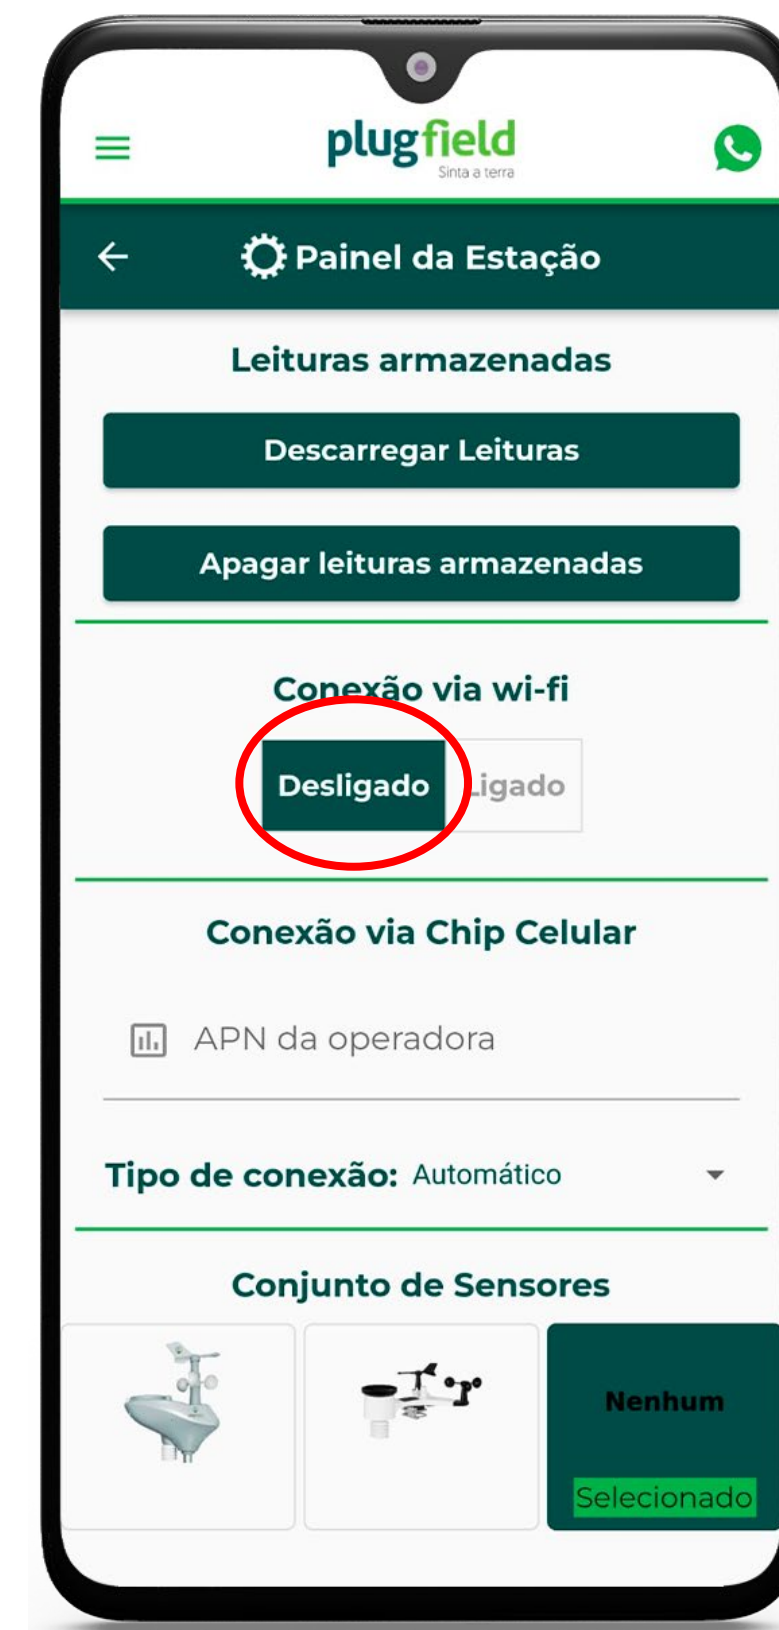 plugfield
Sinta a terra
Painel da Estação
Leituras armazenadas
Descarregar Leituras
Apagar leituras armazenadas
Conexão via wi-fi
Desligado Ligado
Conexão via Chip Celular
APN da operadora
Tipo de conexão: Automático
Conjunto de Sensores
Nenhum
Selecionado